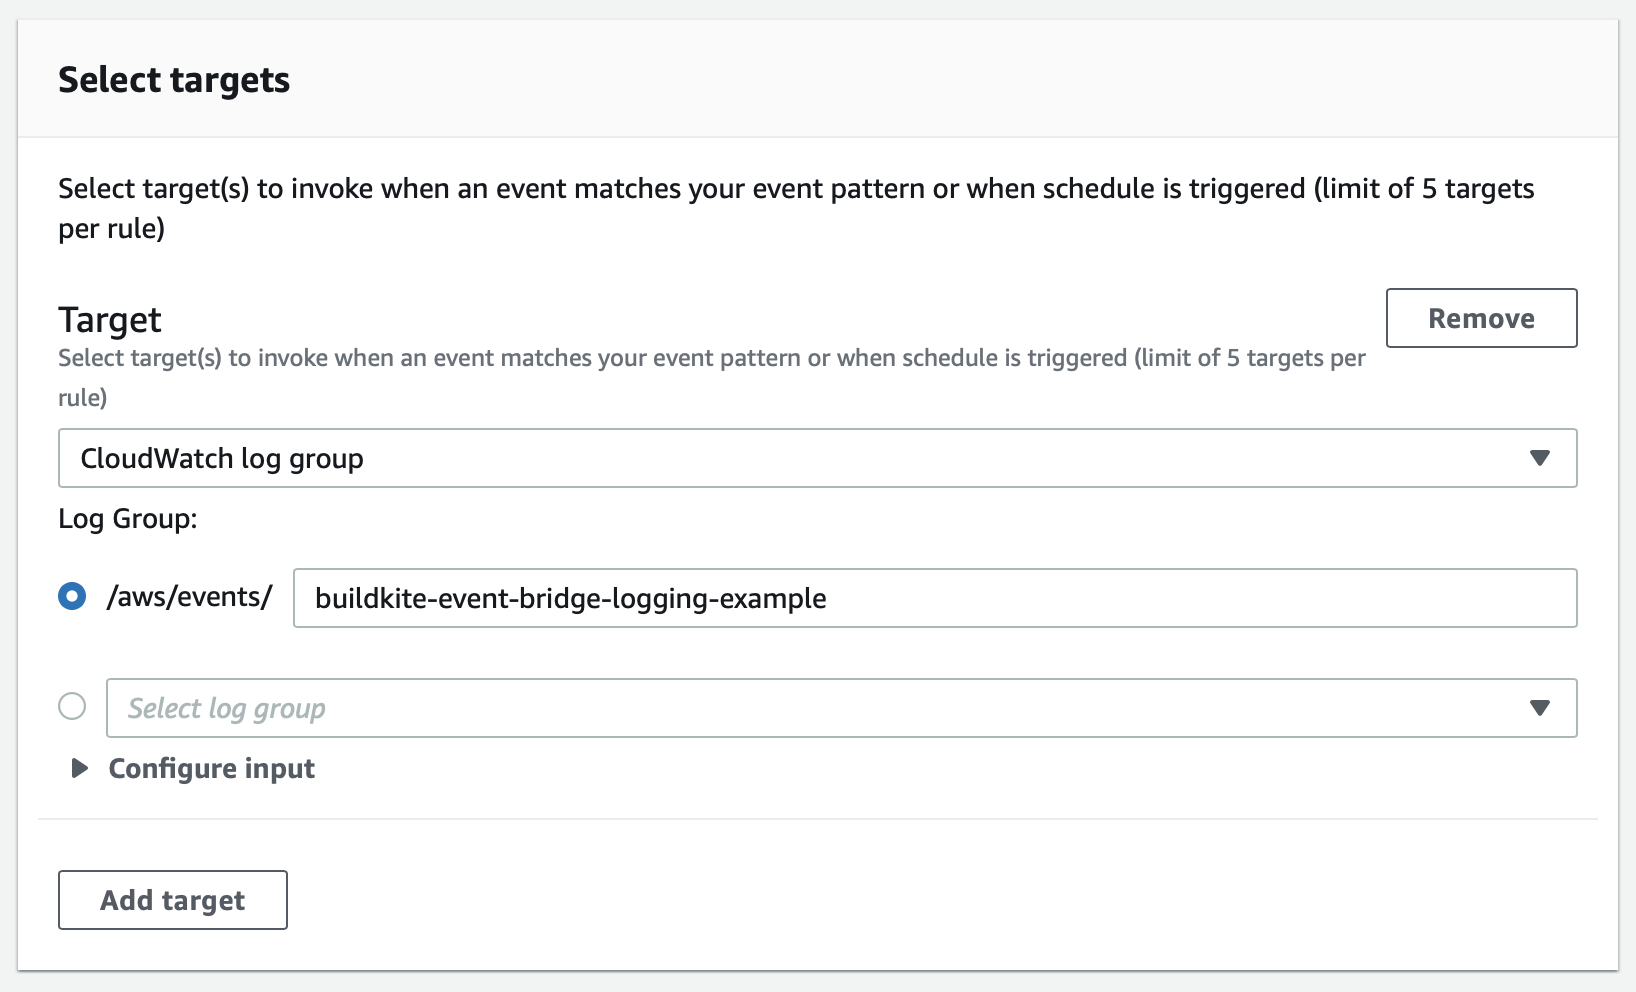 Select targets
Select target(s) to invoke when an event matches your event pattern or when schedule is triggered (limit of 5 targets
per rule)
Target
Remove
Select target(s) to invoke when an event matches your event pattern or when schedule is triggered (limit of 5 targets per
rule)
CloudWatch log group
Log Group:
/aws/events/ buildkite-event-bridge-logging-example
Select log group
Configure input
Add target